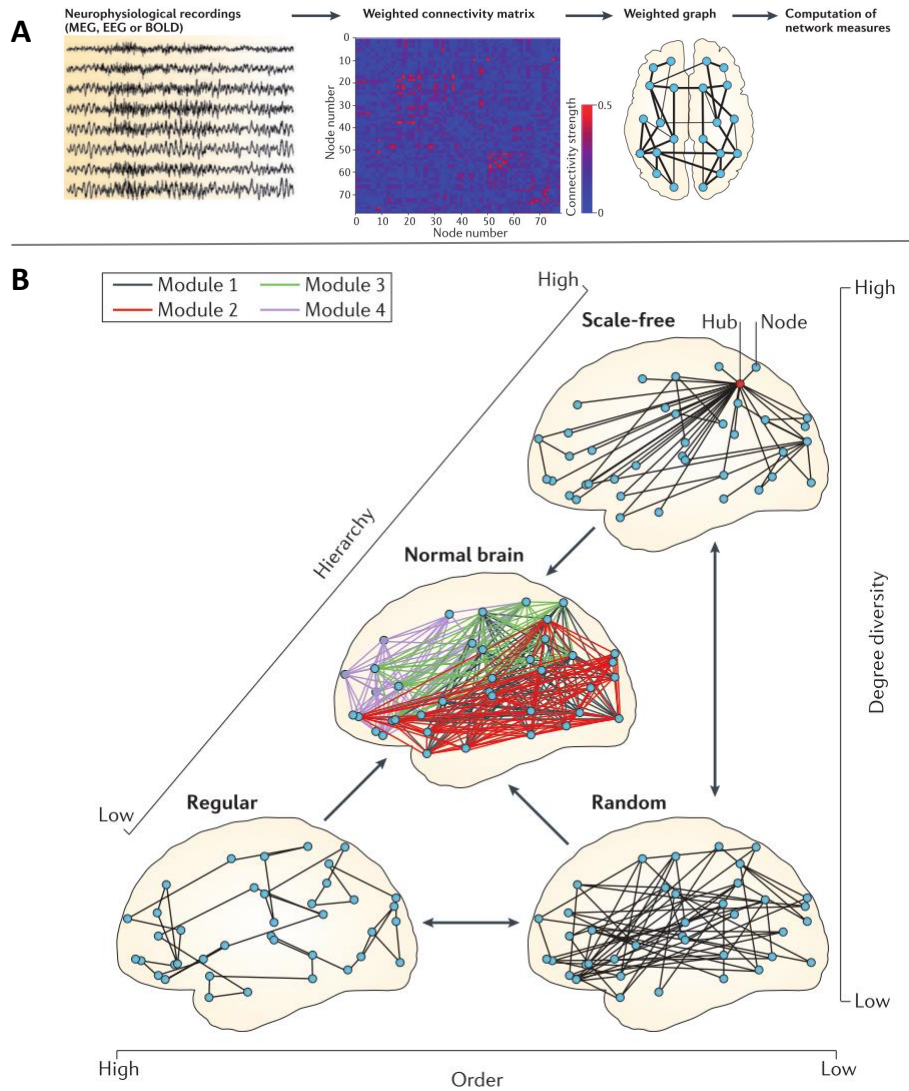 A
Neurophysiological recordings
(MEG, EEG or BOLD)
Weighted connectivity matrix
Weighted graph
Computation of
network measures
0
10
20
30
40
50
60
70
Node number
0 10 20 30 40 50 60 70
Node number
0.5
0
Connectivity strength
B
Module 1
Module 2
Module 3
Module 4
High
Hierarchy
Low
Scale-free
Hub
Node
High
Degree diversity
Low
Normal brain
Regular
Random
High
Order
Low